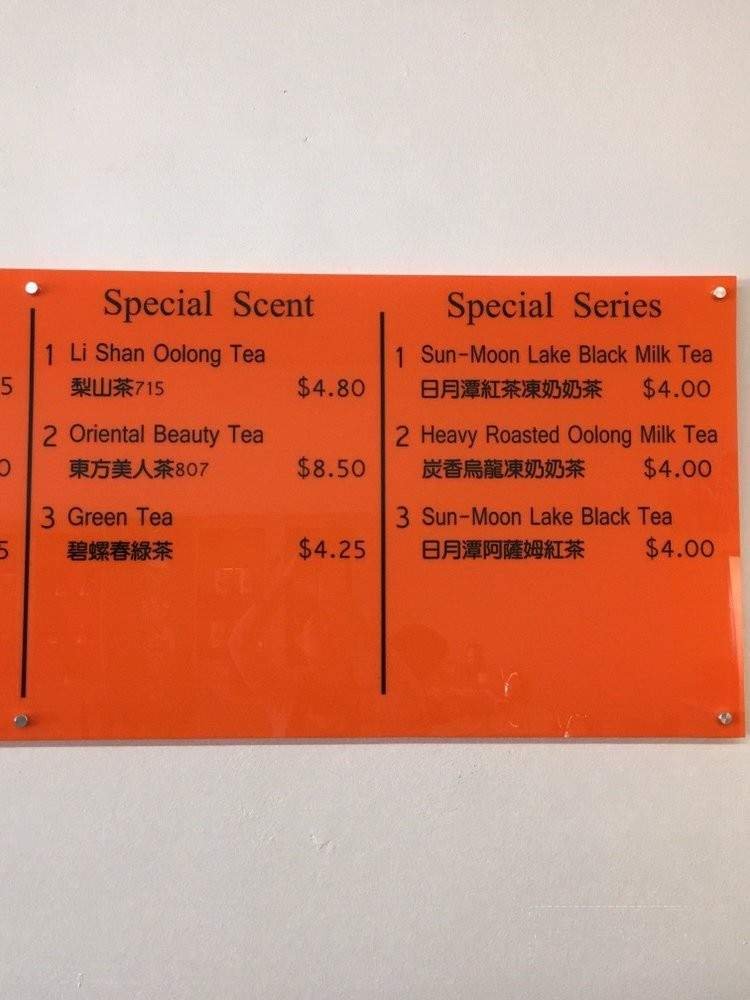 5
0
5
Special Scent
1 Li Shan Oolong Tea
梨山茶715 $4.80
2 Oriental Beauty Tea
東方美人茶807 $8.50
3 Green Tea
碧螺春綠茶 $4.25
Special Series
1 Sun-Moon Lake Black Milk Tea
日月潭紅茶凍奶奶茶 $4.00
2 Heavy Roasted Oolong Milk Tea
炭香烏龍凍奶奶茶 $4.00
3 Sun-Moon Lake Black Tea
日月潭阿薩姆紅茶 $4.00